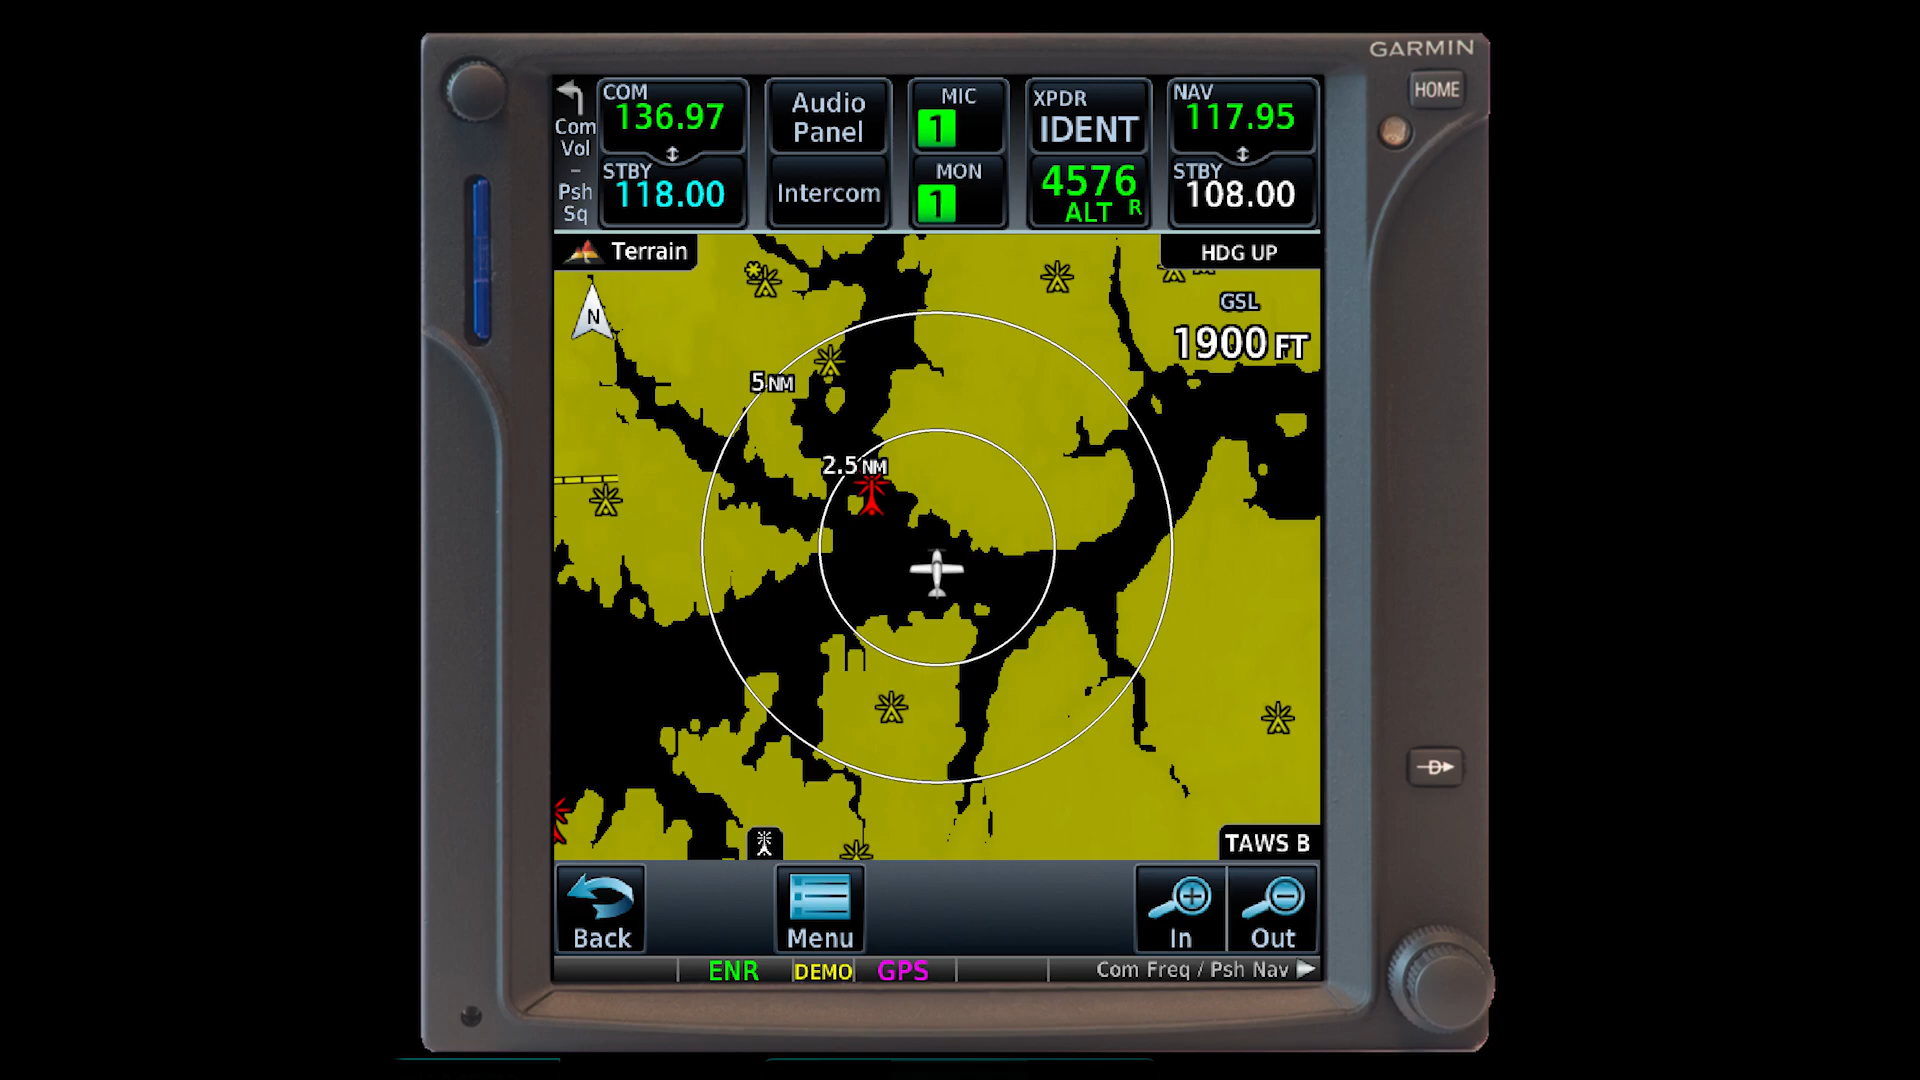 GARMIN
HOME
Com
Vol
–
Psh
Sq
COM
136.97
STBY
118.00
Audio
Panel
Intercom
MIC
1
MON
1
XPDR
IDENT
4576
ALT R
NAV
117.95
STBY
108.00
Terrain
HDG UP
N
GSL
1900 FT
5 NM
2.5 NM
TAWS B
D
Back
Menu
In
Out
ENR
DEMO
GPS
Com Freq / Psh Nav